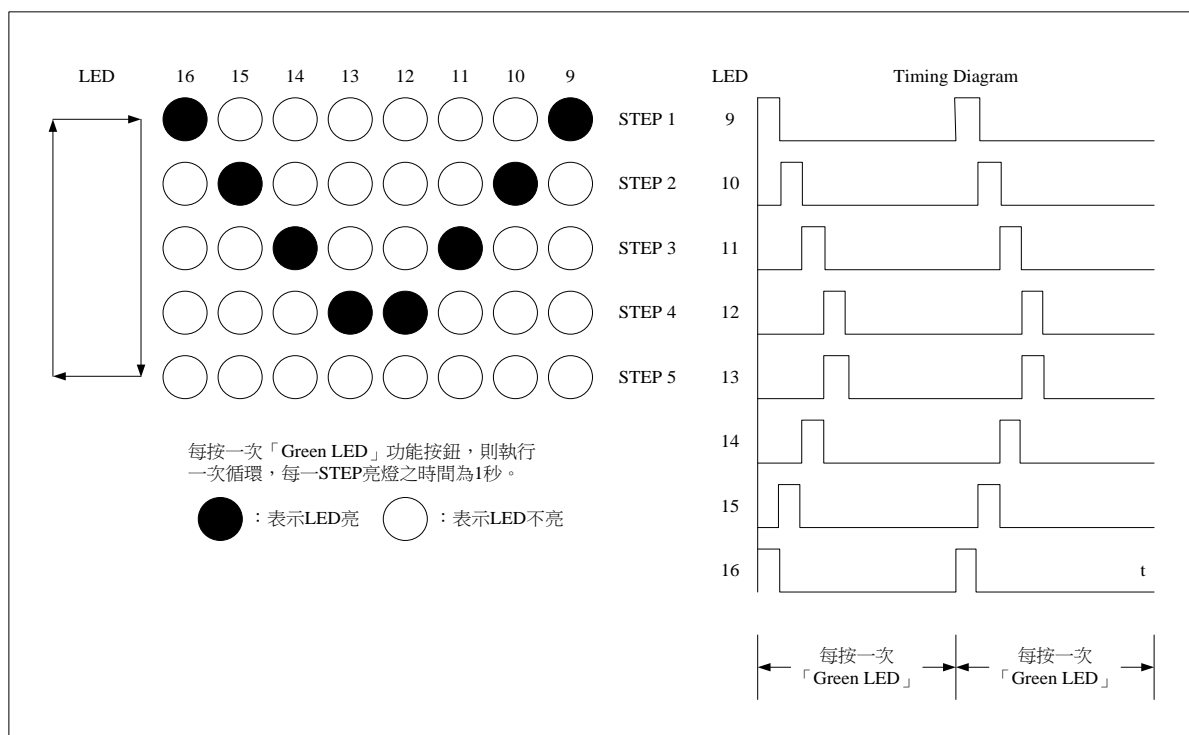 LED 16 15 14 13 12 11 10 9
STEP 1
STEP 2
STEP 3
STEP 4
STEP 5
每按一次「Green LED」功能按鈕，則執行
一次循環，每一STEP亮燈之時間為1秒。
：表示LED亮 ：表示LED不亮
LED Timing Diagram
9
10
11
12
13
14
15
16 t
每按一次 每按一次
「Green LED」 「Green LED」